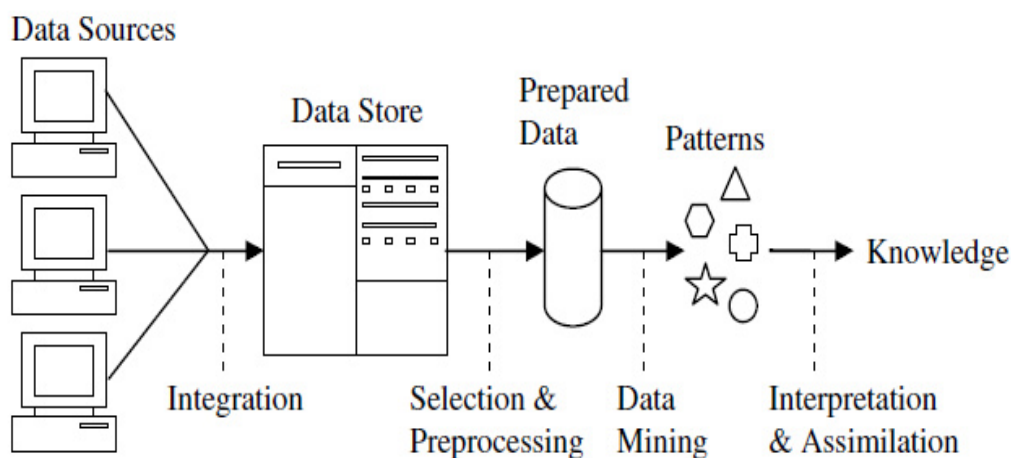 Data Sources
Data Store
Prepared
Data
Patterns
Knowledge
Integration
Selection &
Preprocessing
Data
Mining
Interpretation
& Assimilation